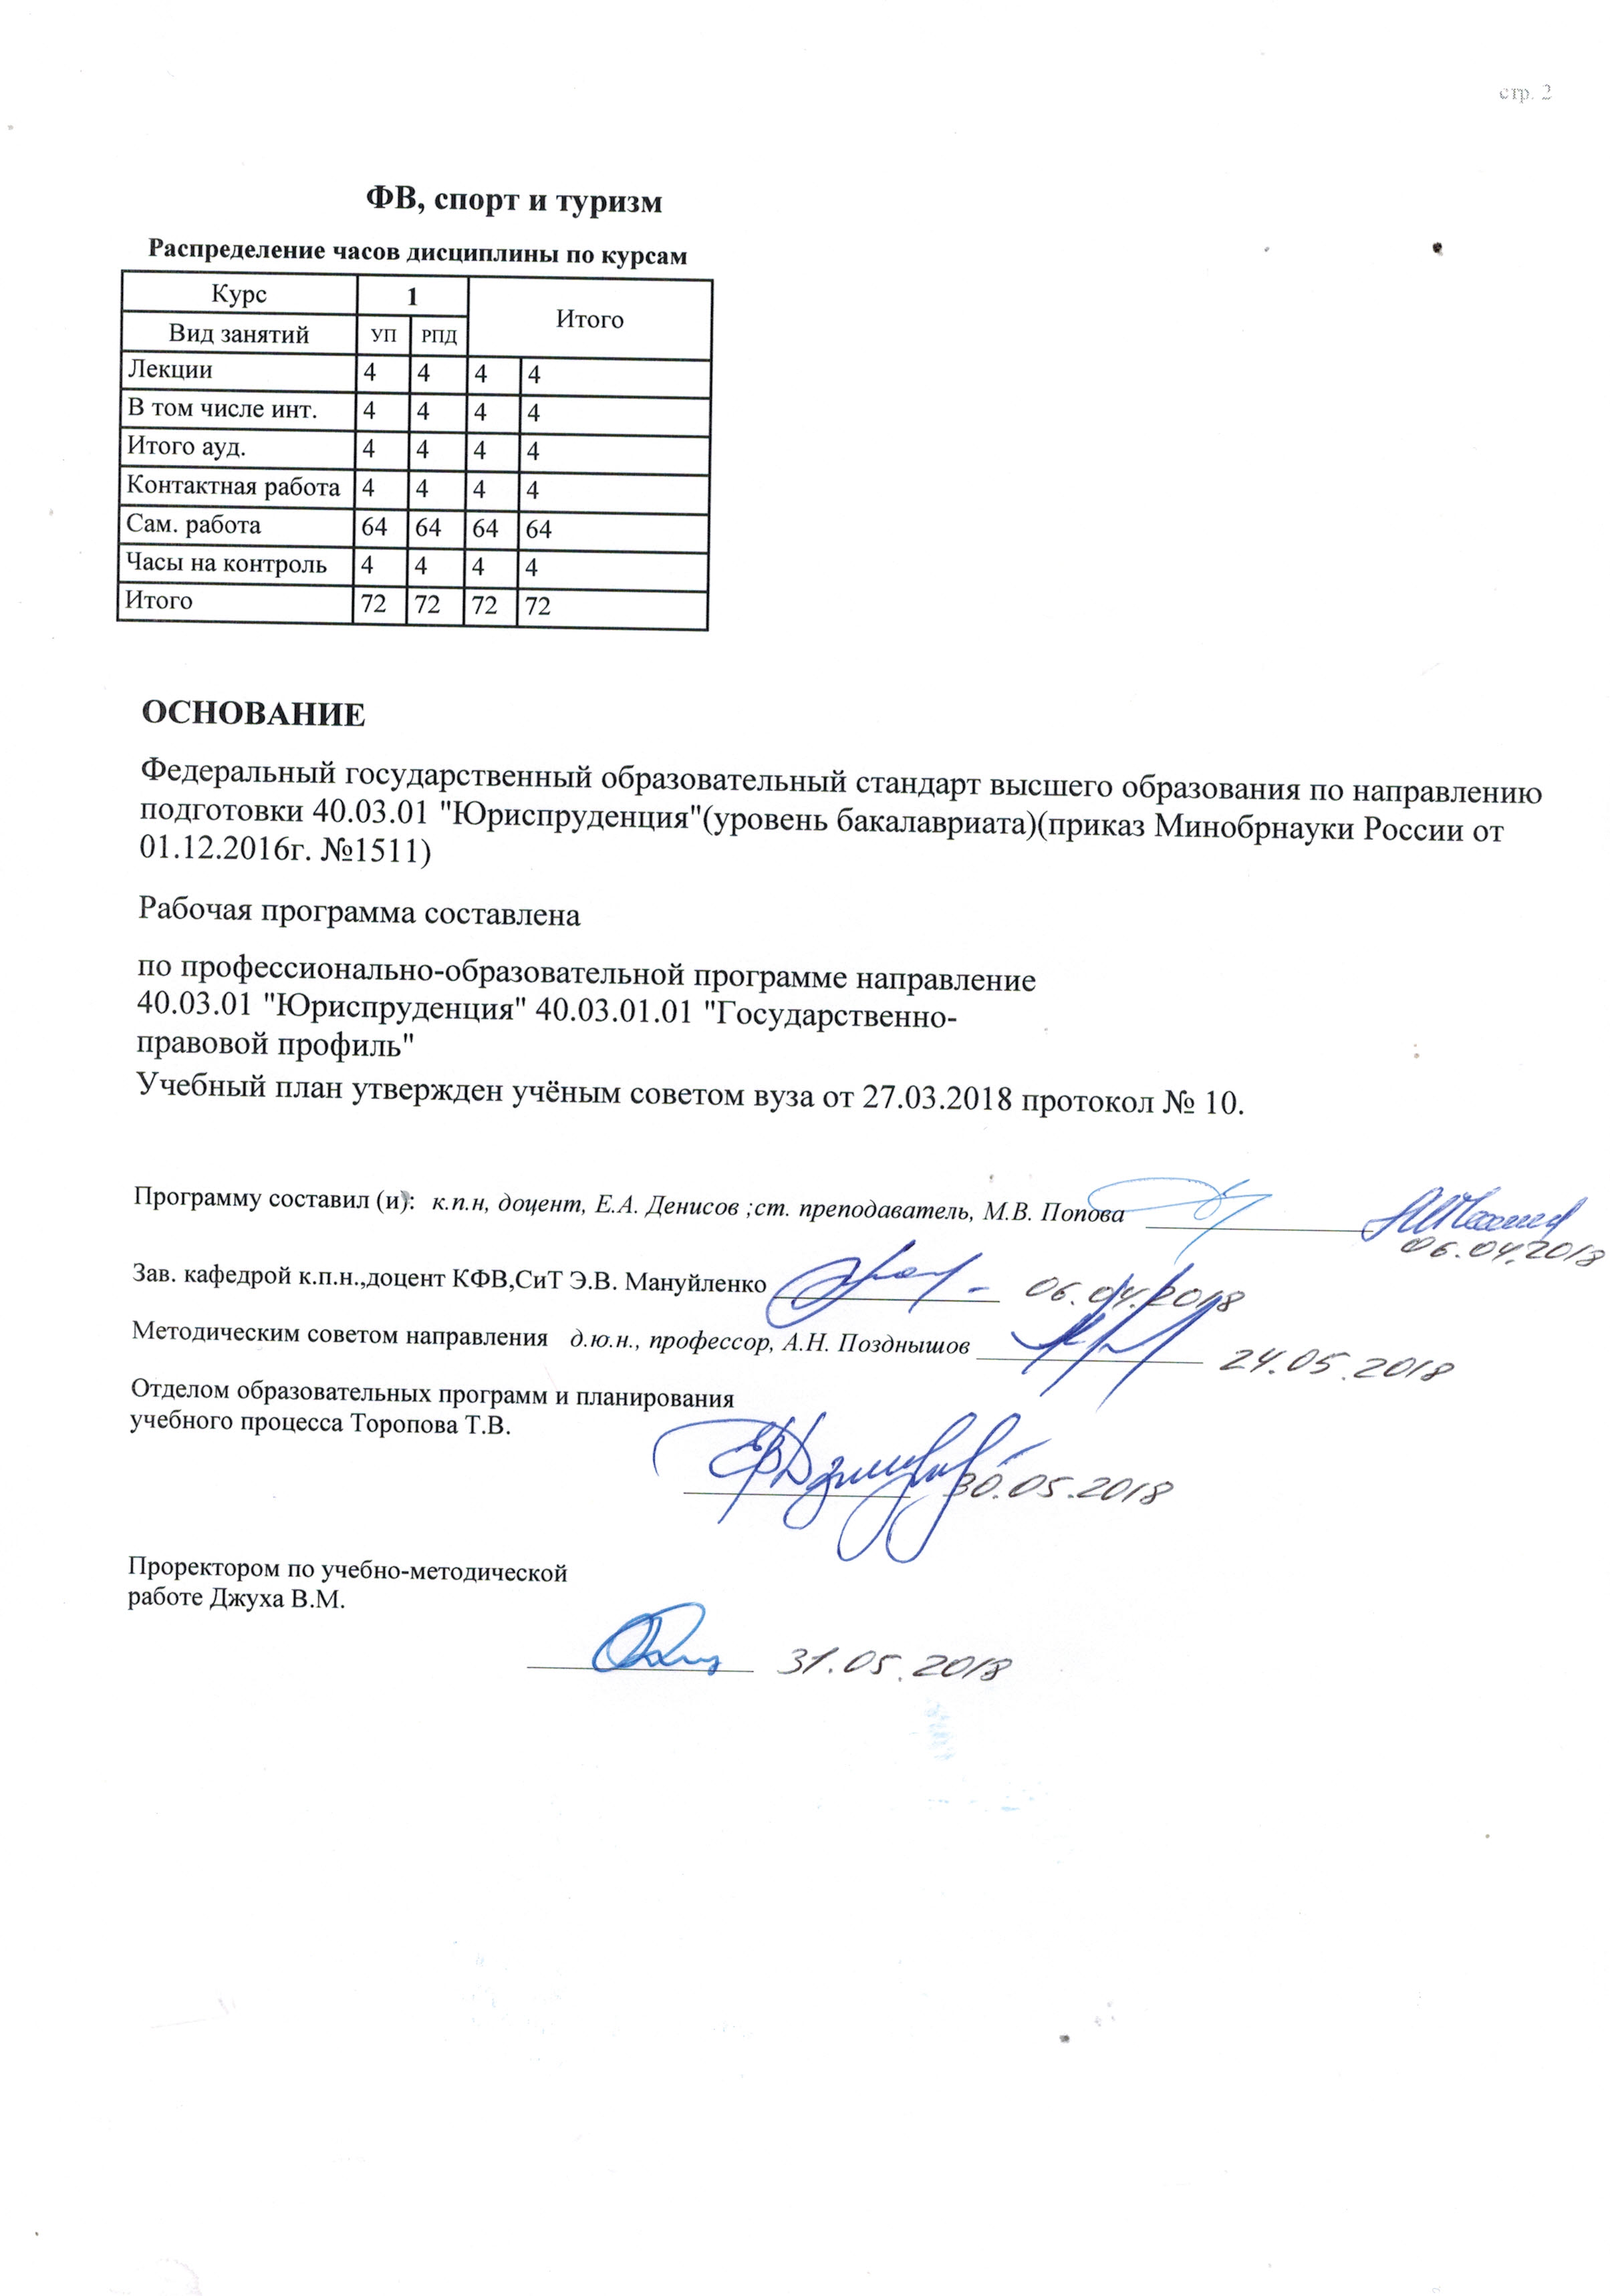 стр. 2
ФВ, спорт и туризм
Распределение часов дисциплины по курсам
Курс 1 Итого
Вид занятий УП РПД
Лекции 4 4 4 4
В том числе инт. 4 4 4 4
Итого ауд. 4 4 4 4
Контактная работа 4 4 4 4
Сам. работа 64 64 64 64
Часы на контроль 4 4 4 4
Итого 72 72 72 72
ОСНОВАНИЕ
Федеральный государственный образовательный стандарт высшего образования по направлению
подготовки 40.03.01 "Юриспруденция"(уровень бакалавриата)(приказ Минобрнауки России от
01.12.2016г. №1511)
Рабочая программа составлена
по профессионально-образовательной программе направление
40.03.01 "Юриспруденция" 40.03.01.01 "Государственно-
правовой профиль"
Учебный план утвержден учёным советом вуза от 27.03.2018 протокол № 10.
Программу составил (и): к.п.н, доцент, Е.А. Денисов ;ст. преподаватель, М.В. Попова
06.04.2018
Зав. кафедрой к.п.н.,доцент КФВ,СиТ Э.В. Мануйленко 06.04.2018
Методическим советом направления д.ю.н., профессор, А.Н. Позднышов 24.05.2018
Отделом образовательных программ и планирования
учебного процесса Торопова Т.В.
30.05.2018
Проректором по учебно-методической
работе Джуха В.М.
31.05.2018